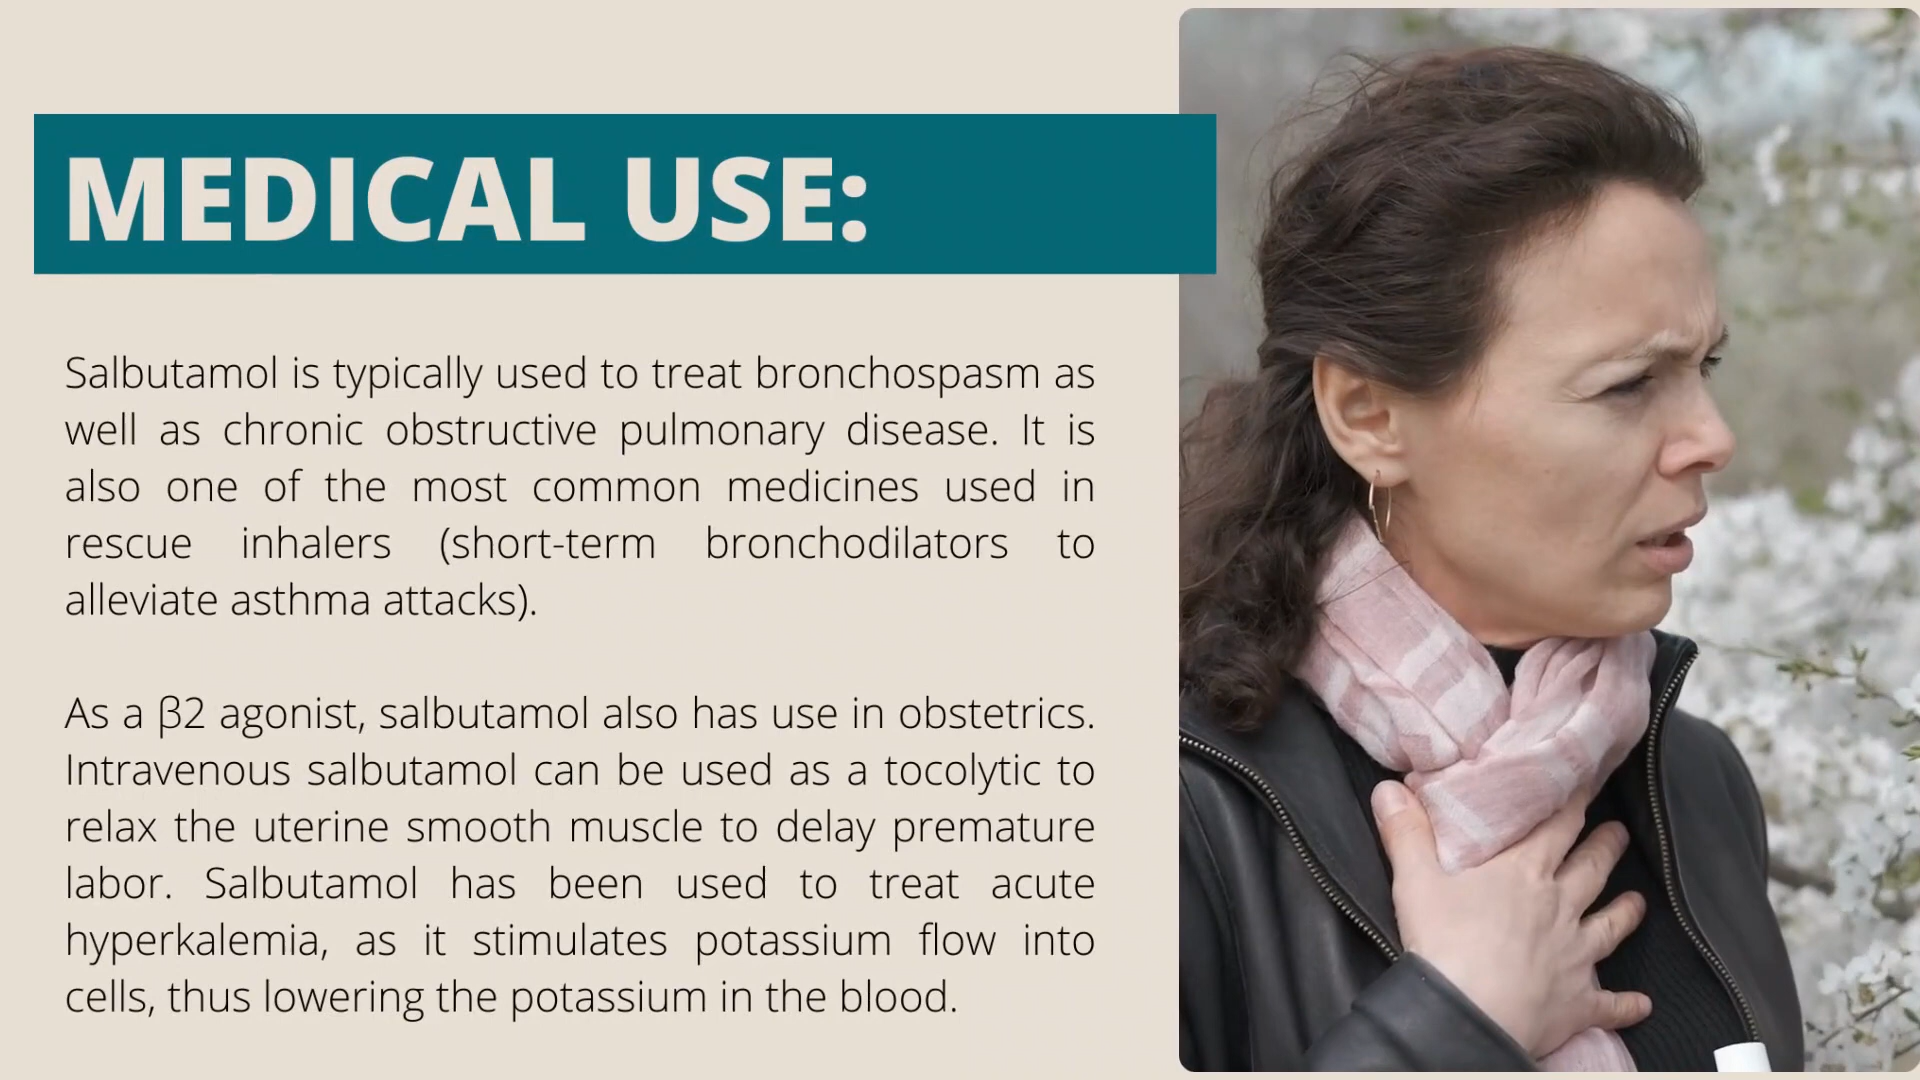 MEDICAL USE:
Salbutamol is typically used to treat bronchospasm as
well as chronic obstructive pulmonary disease. It is
also one of the most common medicines used in
rescue inhalers (short-term bronchodilators to
alleviate asthma attacks).
As a β2 agonist, salbutamol also has use in obstetrics.
Intravenous salbutamol can be used as a tocolytic to
relax the uterine smooth muscle to delay premature
labor. Salbutamol has been used to treat acute
hyperkalemia, as it stimulates potassium flow into
cells, thus lowering the potassium in the blood.